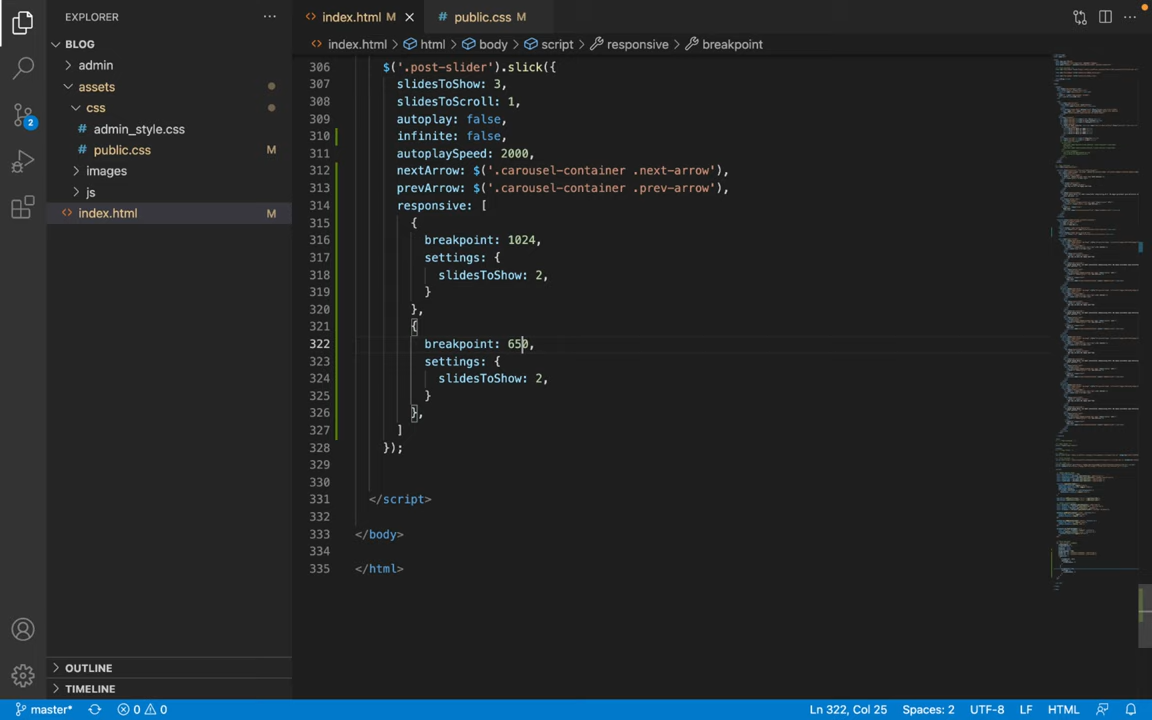 EXPLORER
index.html M
public.css M
BLOG
index.html > html > body > script > responsive > breakpoint
admin
assets
css
admin_style.css
public.css M
images
js
index.html M
306 $('.post-slider').slick({
307 slidesToShow: 3,
308 slidesToScroll: 1,
309 autoplay: false,
310 infinite: false,
311 autoplaySpeed: 2000,
312 nextArrow: $('.carousel-container .next-arrow'),
313 prevArrow: $('.carousel-container .prev-arrow'),
314 responsive: [
315 {
316 breakpoint: 1024,
317 settings: {
318 slidesToShow: 2,
319 }
320 },
321 {
322 breakpoint: 650,
323 settings: {
324 slidesToShow: 2,
325 }
326 },
327 ]
328 });
329
330
331 </script>
332
333 </body>
334
335 </html>
OUTLINE
TIMELINE
2
master* 0 0 Ln 322, Col 25 Spaces: 2 UTF-8 LF HTML